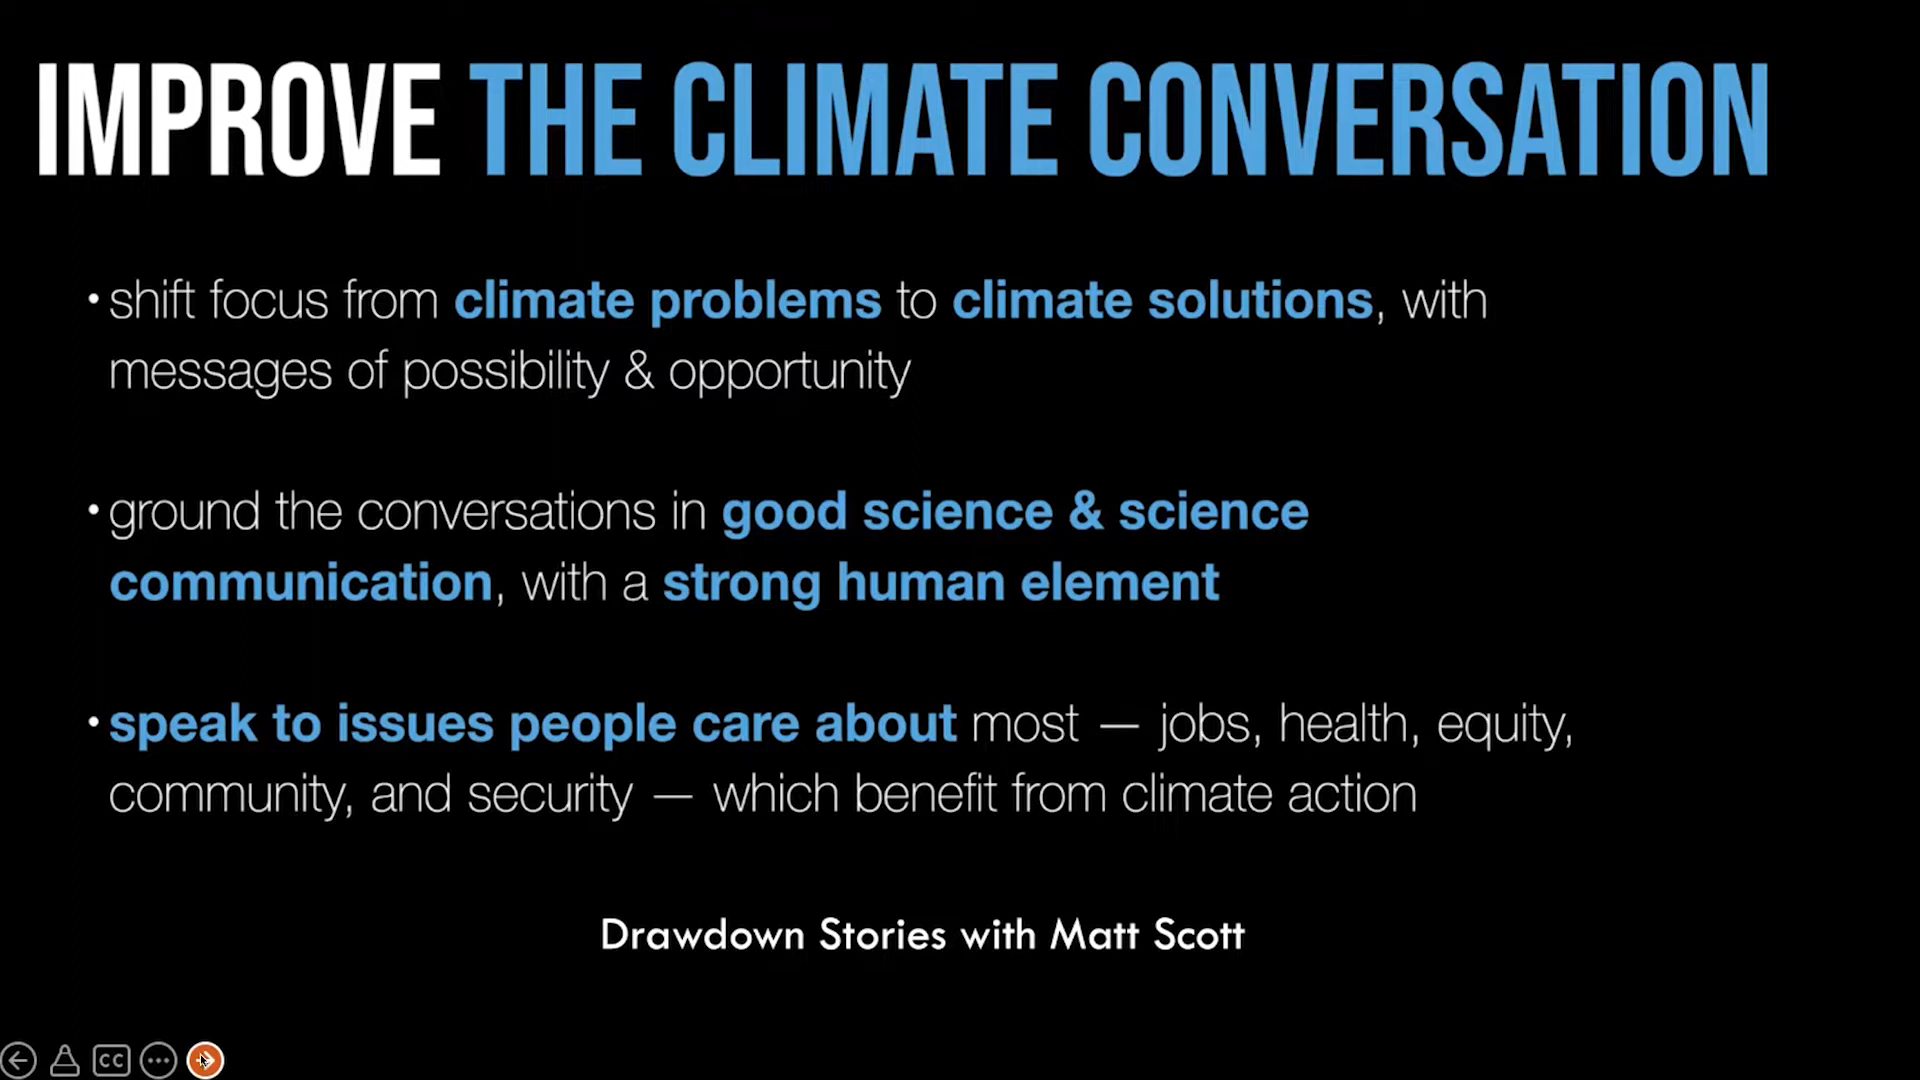 IMPROVE THE CLIMATE CONVERSATION
• shift focus from climate problems to climate solutions, with
messages of possibility & opportunity
• ground the conversations in good science & science
communication, with a strong human element
• speak to issues people care about most — jobs, health, equity,
community, and security — which benefit from climate action
Drawdown Stories with Matt Scott
CC